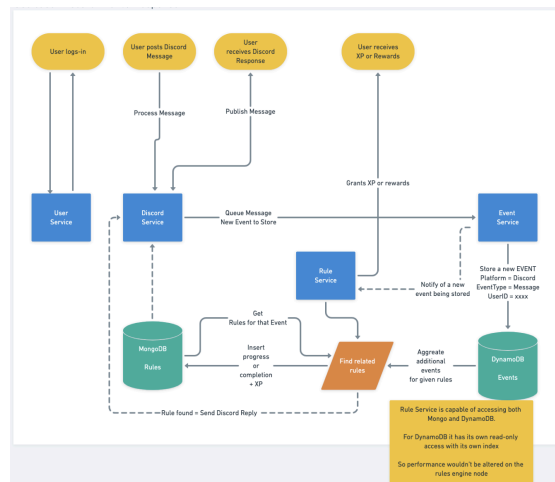 User logs-in
User posts Discord
Message
User
receives Discord
Response
User receives
XP or Rewards
Process Message
Publish Message
Grants XP or rewards
User
Service
Discord
Service
Queue Message
New Event to Store
Event
Service
Rule
Service
Notify of a new
event being stored
Store a new EVENT
Platform = Discord
EventType = Message
UserID = xxxx
Get
Rules for that Event
MongoDB
Rules
Insert
progress
or
completion
+ XP
Find related
rules
Aggreate
additional
events
for given rules
DynamoDB
Events
Rule found = Send Discord Reply
Rule Service is capable of accessing both
Mongo and DynamoDB.
For DynamoDB it has its own read-only
access with its own index
So performance wouldn't be altered on the
rules engine node